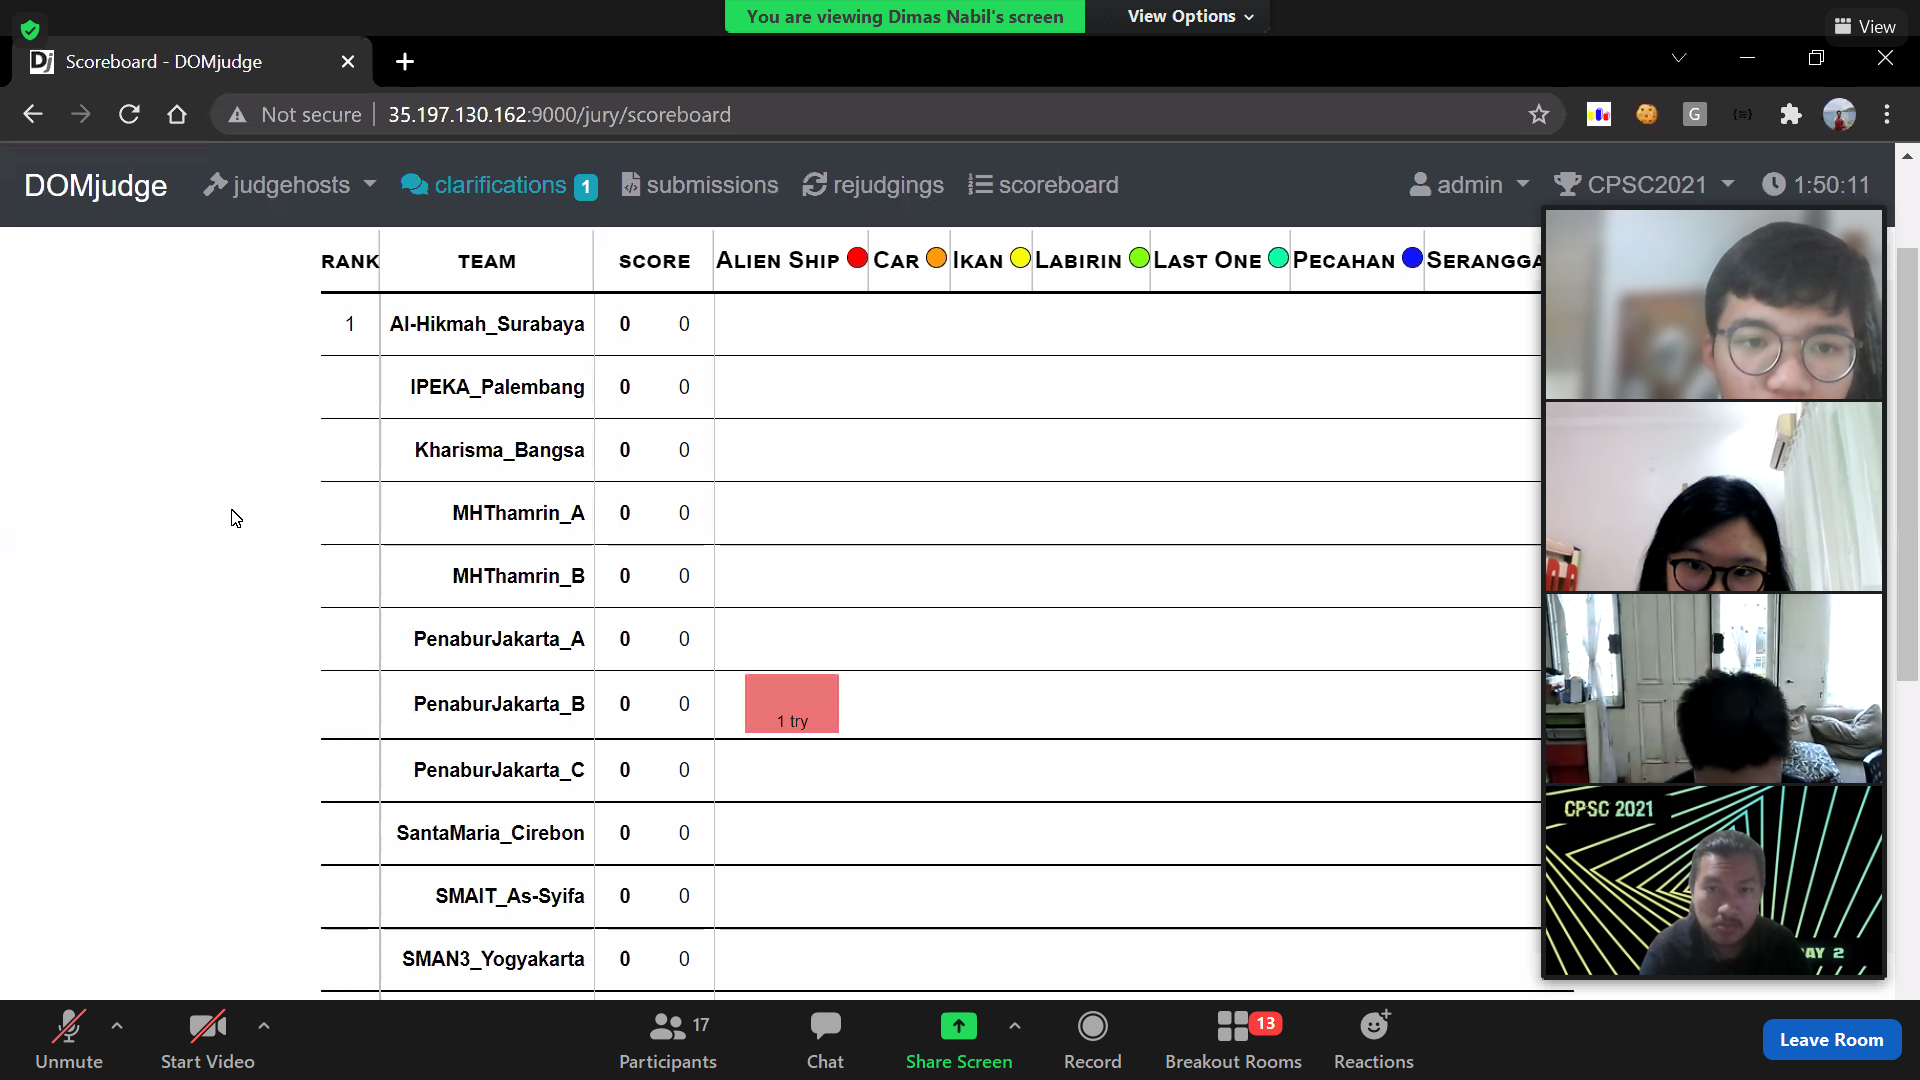 You are viewing Dimas Nabil's screen
View Options
View
Scoreboard - DOMjudge
Not secure
35.197.130.162:9000/jury/scoreboard
G
DOMjudge
judgehosts
clarifications 1
submissions
rejudgings
scoreboard
admin
CPSC2021
1:50:11
RANK TEAM SCORE ALIEN SHIP CAR IKAN LABIRIN LAST ONE PECAHAN SERANGGA
1 Al-Hikmah_Surabaya 0 0
IPEKA_Palembang 0 0
Kharisma_Bangsa 0 0
MHThamrin_A 0 0
MHThamrin_B 0 0
PenaburJakarta_A 0 0
PenaburJakarta_B 0 0 1 try
PenaburJakarta_C 0 0
SantaMaria_Cirebon 0 0
SMAIT_As-Syifa 0 0
SMAN3_Yogyakarta 0 0
CPSC 2021
AY 2
Unmute
Start Video
17
Participants
Chat
Share Screen
Record
13
Breakout Rooms
Reactions
Leave Room